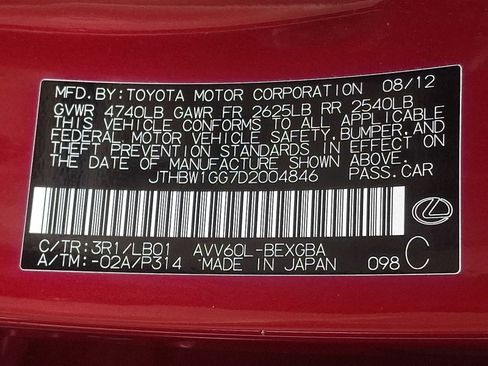 MFD.BY:TOYOTA MOTOR CORPORATION 08/12
GVWR 4740LB GAWR FR 2625LB RR 2540LB
THIS VEHICLE CONFORMS TO ALL APPLICABLE
FEDERAL MOTOR VEHICLE SAFETY,BUMPER,AND
THEFT PREVENTION STANDARDS IN EFFECT ON
THE DATE OF MANUFACTURE SHOWN ABOVE.
JTHBW1GG7D2004846 PASS.CAR
C/TR:3R1/LB01 AVV60L-BEXGBA
A/TM:-02A/P314 MADE IN JAPAN 098 C